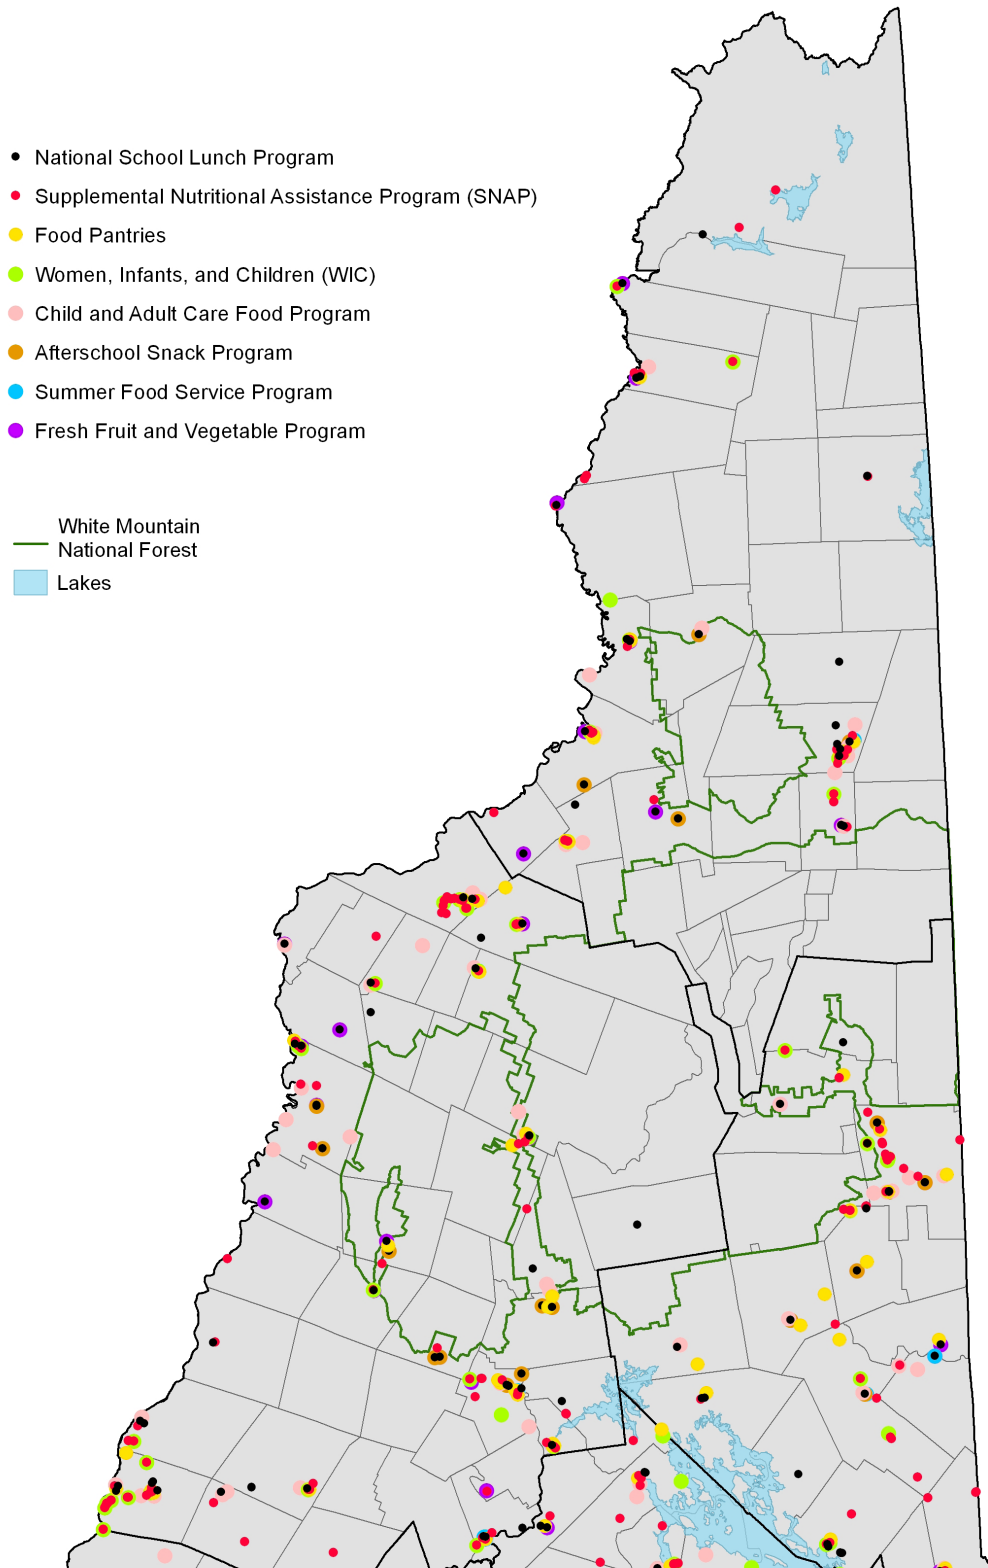 National School Lunch Program
Supplemental Nutritional Assistance Program (SNAP)
Food Pantries
Women, Infants, and Children (WIC)
Child and Adult Care Food Program
Afterschool Snack Program
Summer Food Service Program
Fresh Fruit and Vegetable Program
White Mountain
National Forest
Lakes